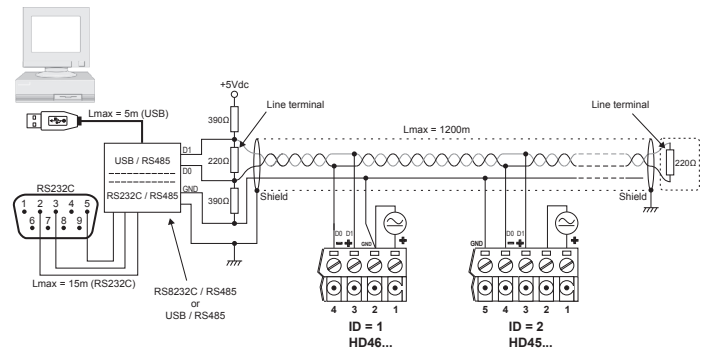 +5Vdc
390Ω
Line terminal
Line terminal
Lmax = 5m (USB)
Lmax = 1200m
D1
USB / RS485
220Ω
220Ω
D0
RS232C
RS232C / RS485
GND
390Ω
Shield
Shield
1 2 3 4 5
6 7 8 9
Lmax = 15m (RS232C)
RS8232C / RS485
or
USB / RS485
D0 D1
GND
+
4 3 2 1
ID = 1
HD46...
GND
D0 D1
+
5 4 3 2 1
ID = 2
HD45...